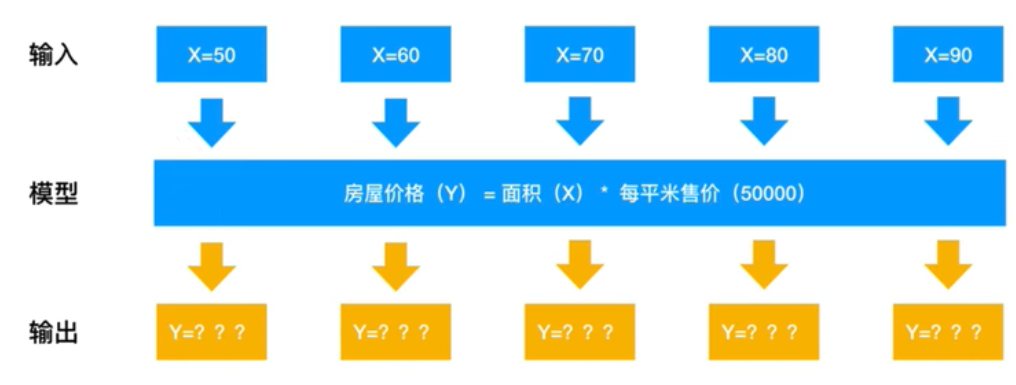 输入
X=50
X=60
X=70
X=80
X=90
模型
房屋价格（Y） = 面积（X） * 每平米售价（50000）
输出
Y=? ? ?
Y=? ? ?
Y=? ? ?
Y=? ? ?
Y=? ? ?